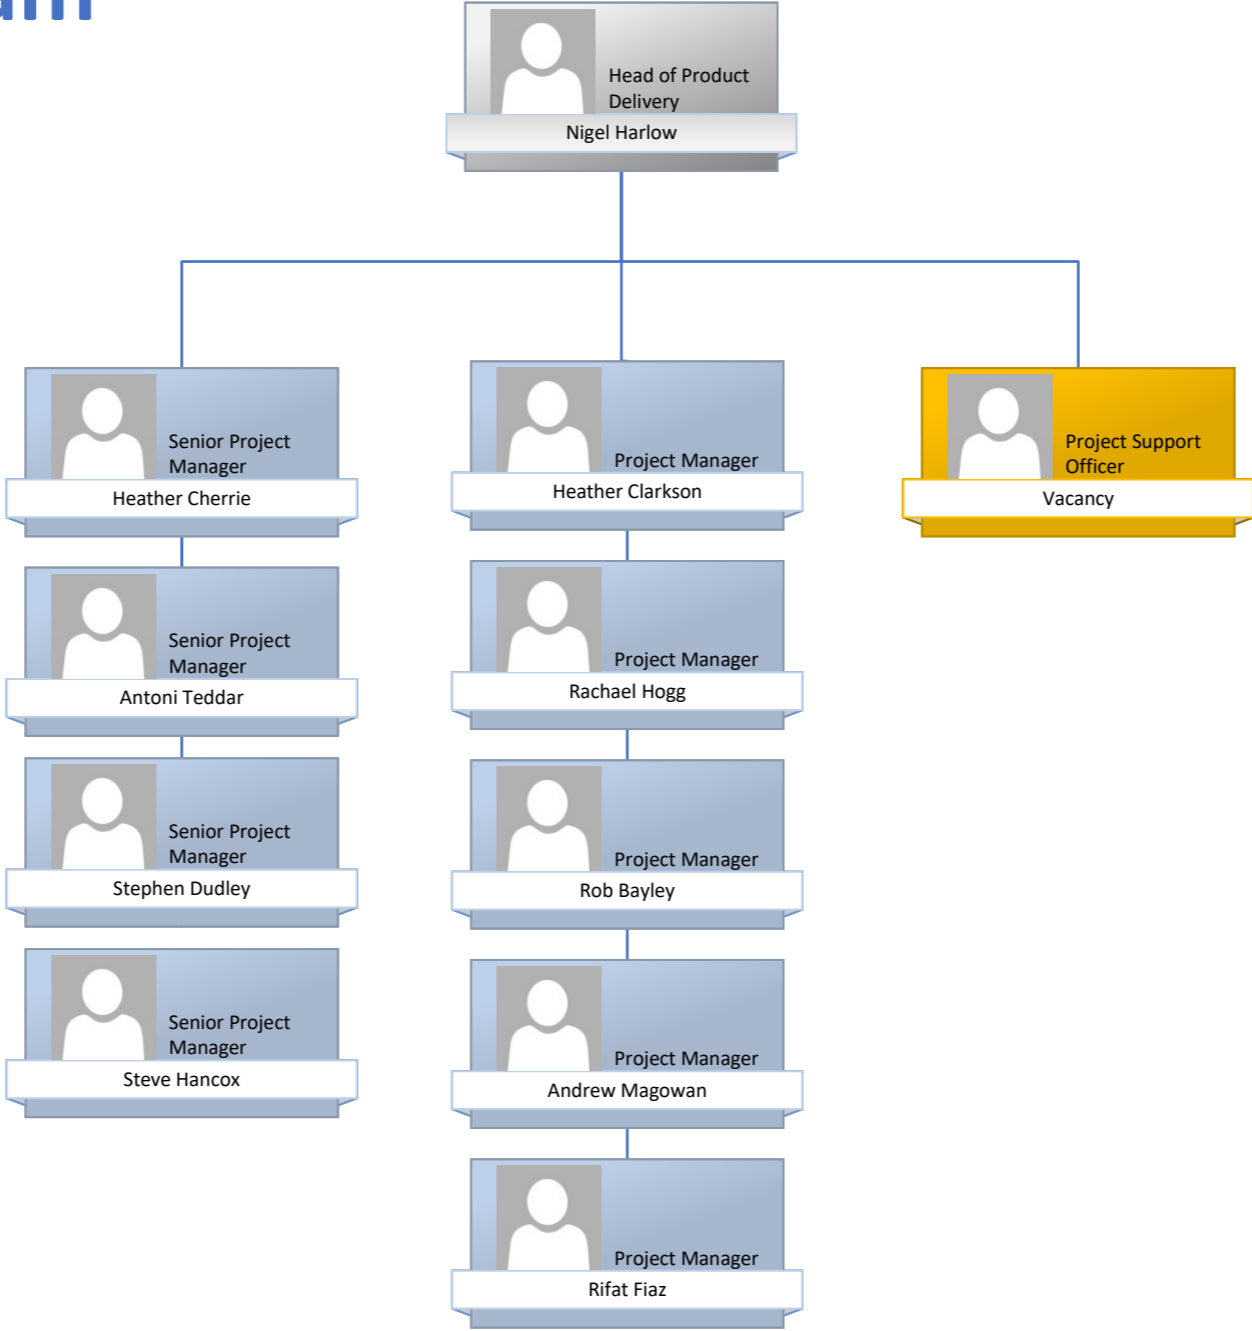 Head of Product
Delivery
Nigel Harlow
Senior Project
Manager
Heather Cherrie
Project Manager
Heather Clarkson
Project Support
Officer
Vacancy
Senior Project
Manager
Antoni Teddar
Project Manager
Rachael Hogg
Senior Project
Manager
Stephen Dudley
Project Manager
Rob Bayley
Senior Project
Manager
Steve Hancox
Project Manager
Andrew Magowan
Project Manager
Rifat Fiaz